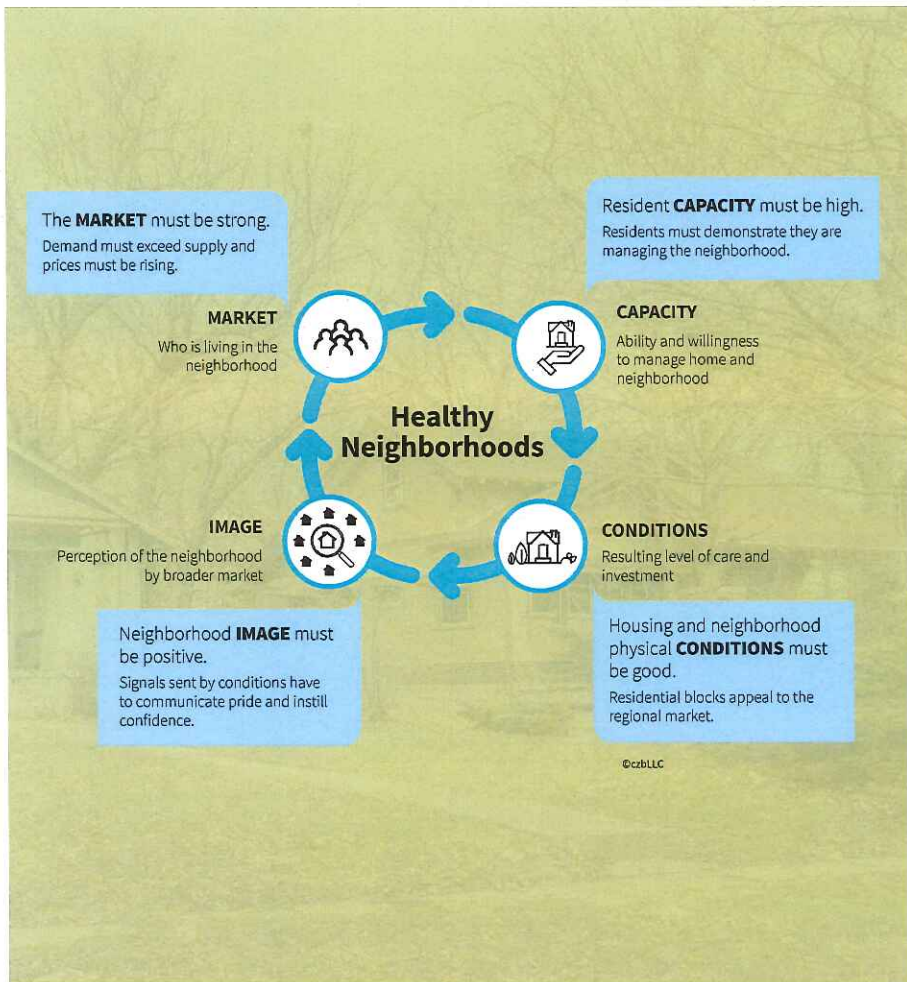 The MARKET must be strong.
Demand must exceed supply and
prices must be rising.
Resident CAPACITY must be high.
Residents must demonstrate they are
managing the neighborhood.
MARKET
Who is living in the
neighborhood
CAPACITY
Ability and willingness
to manage home and
neighborhood
Healthy
Neighborhoods
IMAGE
Perception of the neighborhood
by broader market
CONDITIONS
Resulting level of care and
investment
Neighborhood IMAGE must
be positive.
Signals sent by conditions have
to communicate pride and instill
confidence.
Housing and neighborhood
physical CONDITIONS must
be good.
Residential blocks appeal to the
regional market.
©czbLLC